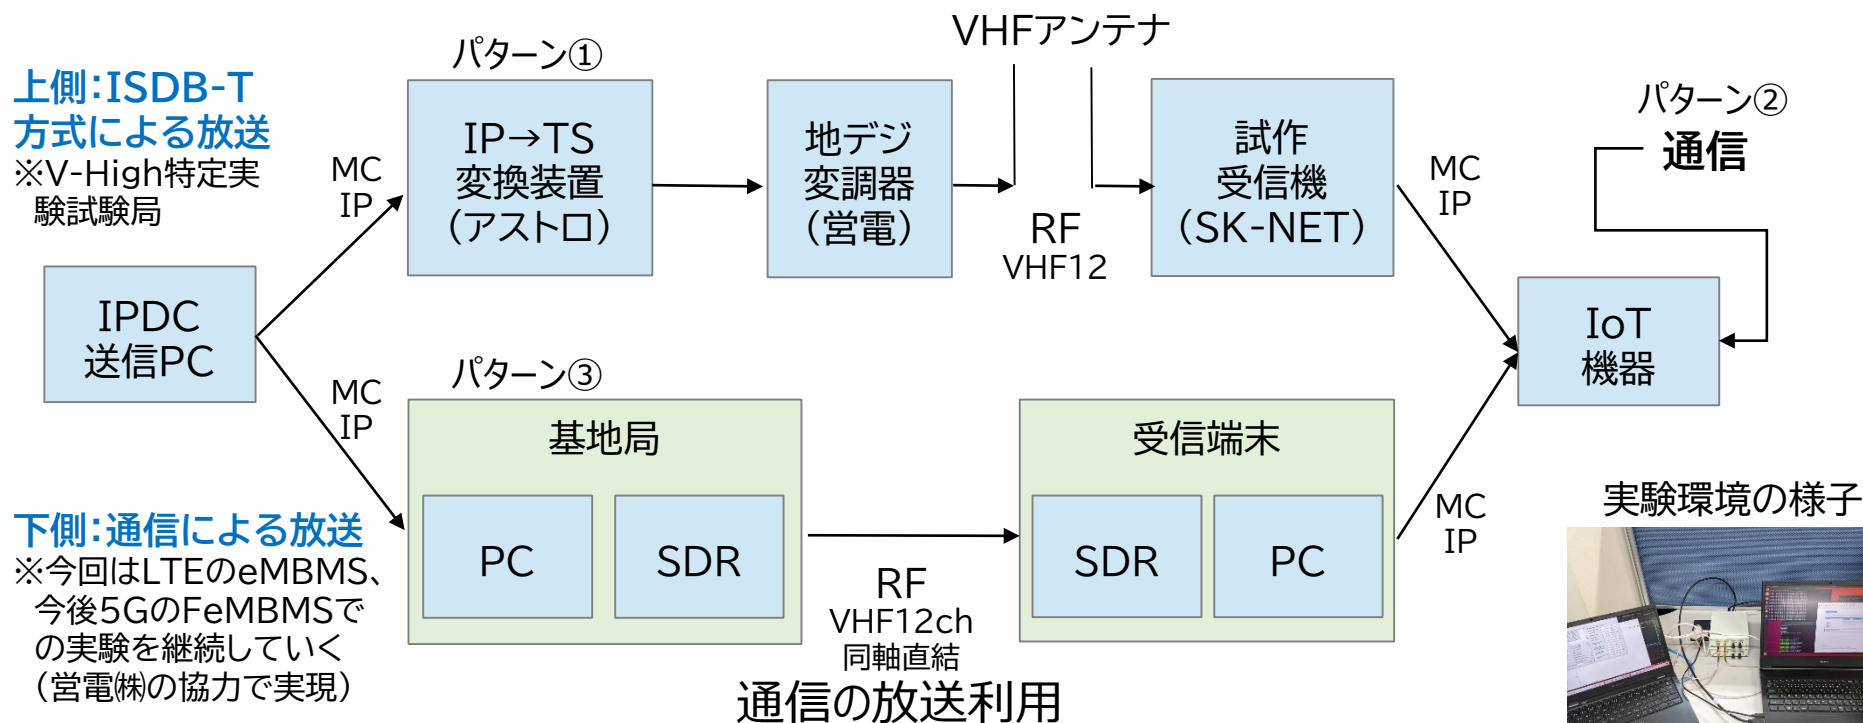 上側：ISDB-T
方式による放送
※V-High特定実
験試験局
パターン①
MC
IP
IP→TS
変換装置
（アストロ）
地デジ
変調器
（営電）
VHFアンテナ
RF
VHF12
試作
受信機
（SK-NET）
MC
IP
パターン②
通信
IPDC
送信PC
IoT
機器
MC
IP
パターン③
基地局
PC
SDR
RF
VHF12ch
同軸直結
受信端末
SDR
PC
MC
IP
下側：通信による放送
※今回はLTEのeMBMS、
今後5GのFeMBMSで
の実験を継続していく
（営電㈱の協力で実現）
通信の放送利用
実験環境の様子